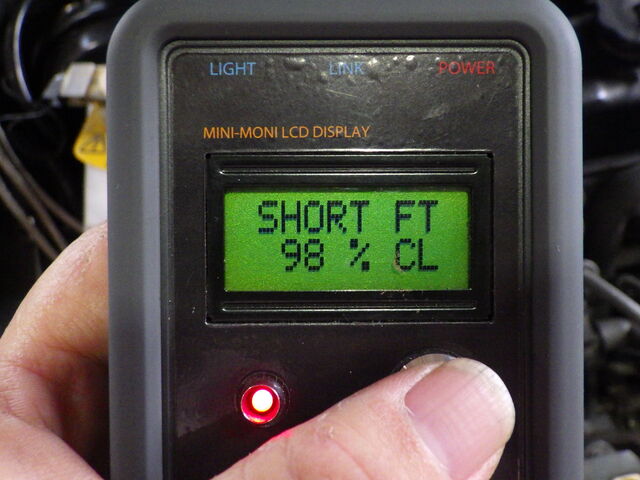 LIGHT LINK POWER
MINI-MONI LCD DISPLAY
SHORT FT
98 % CL